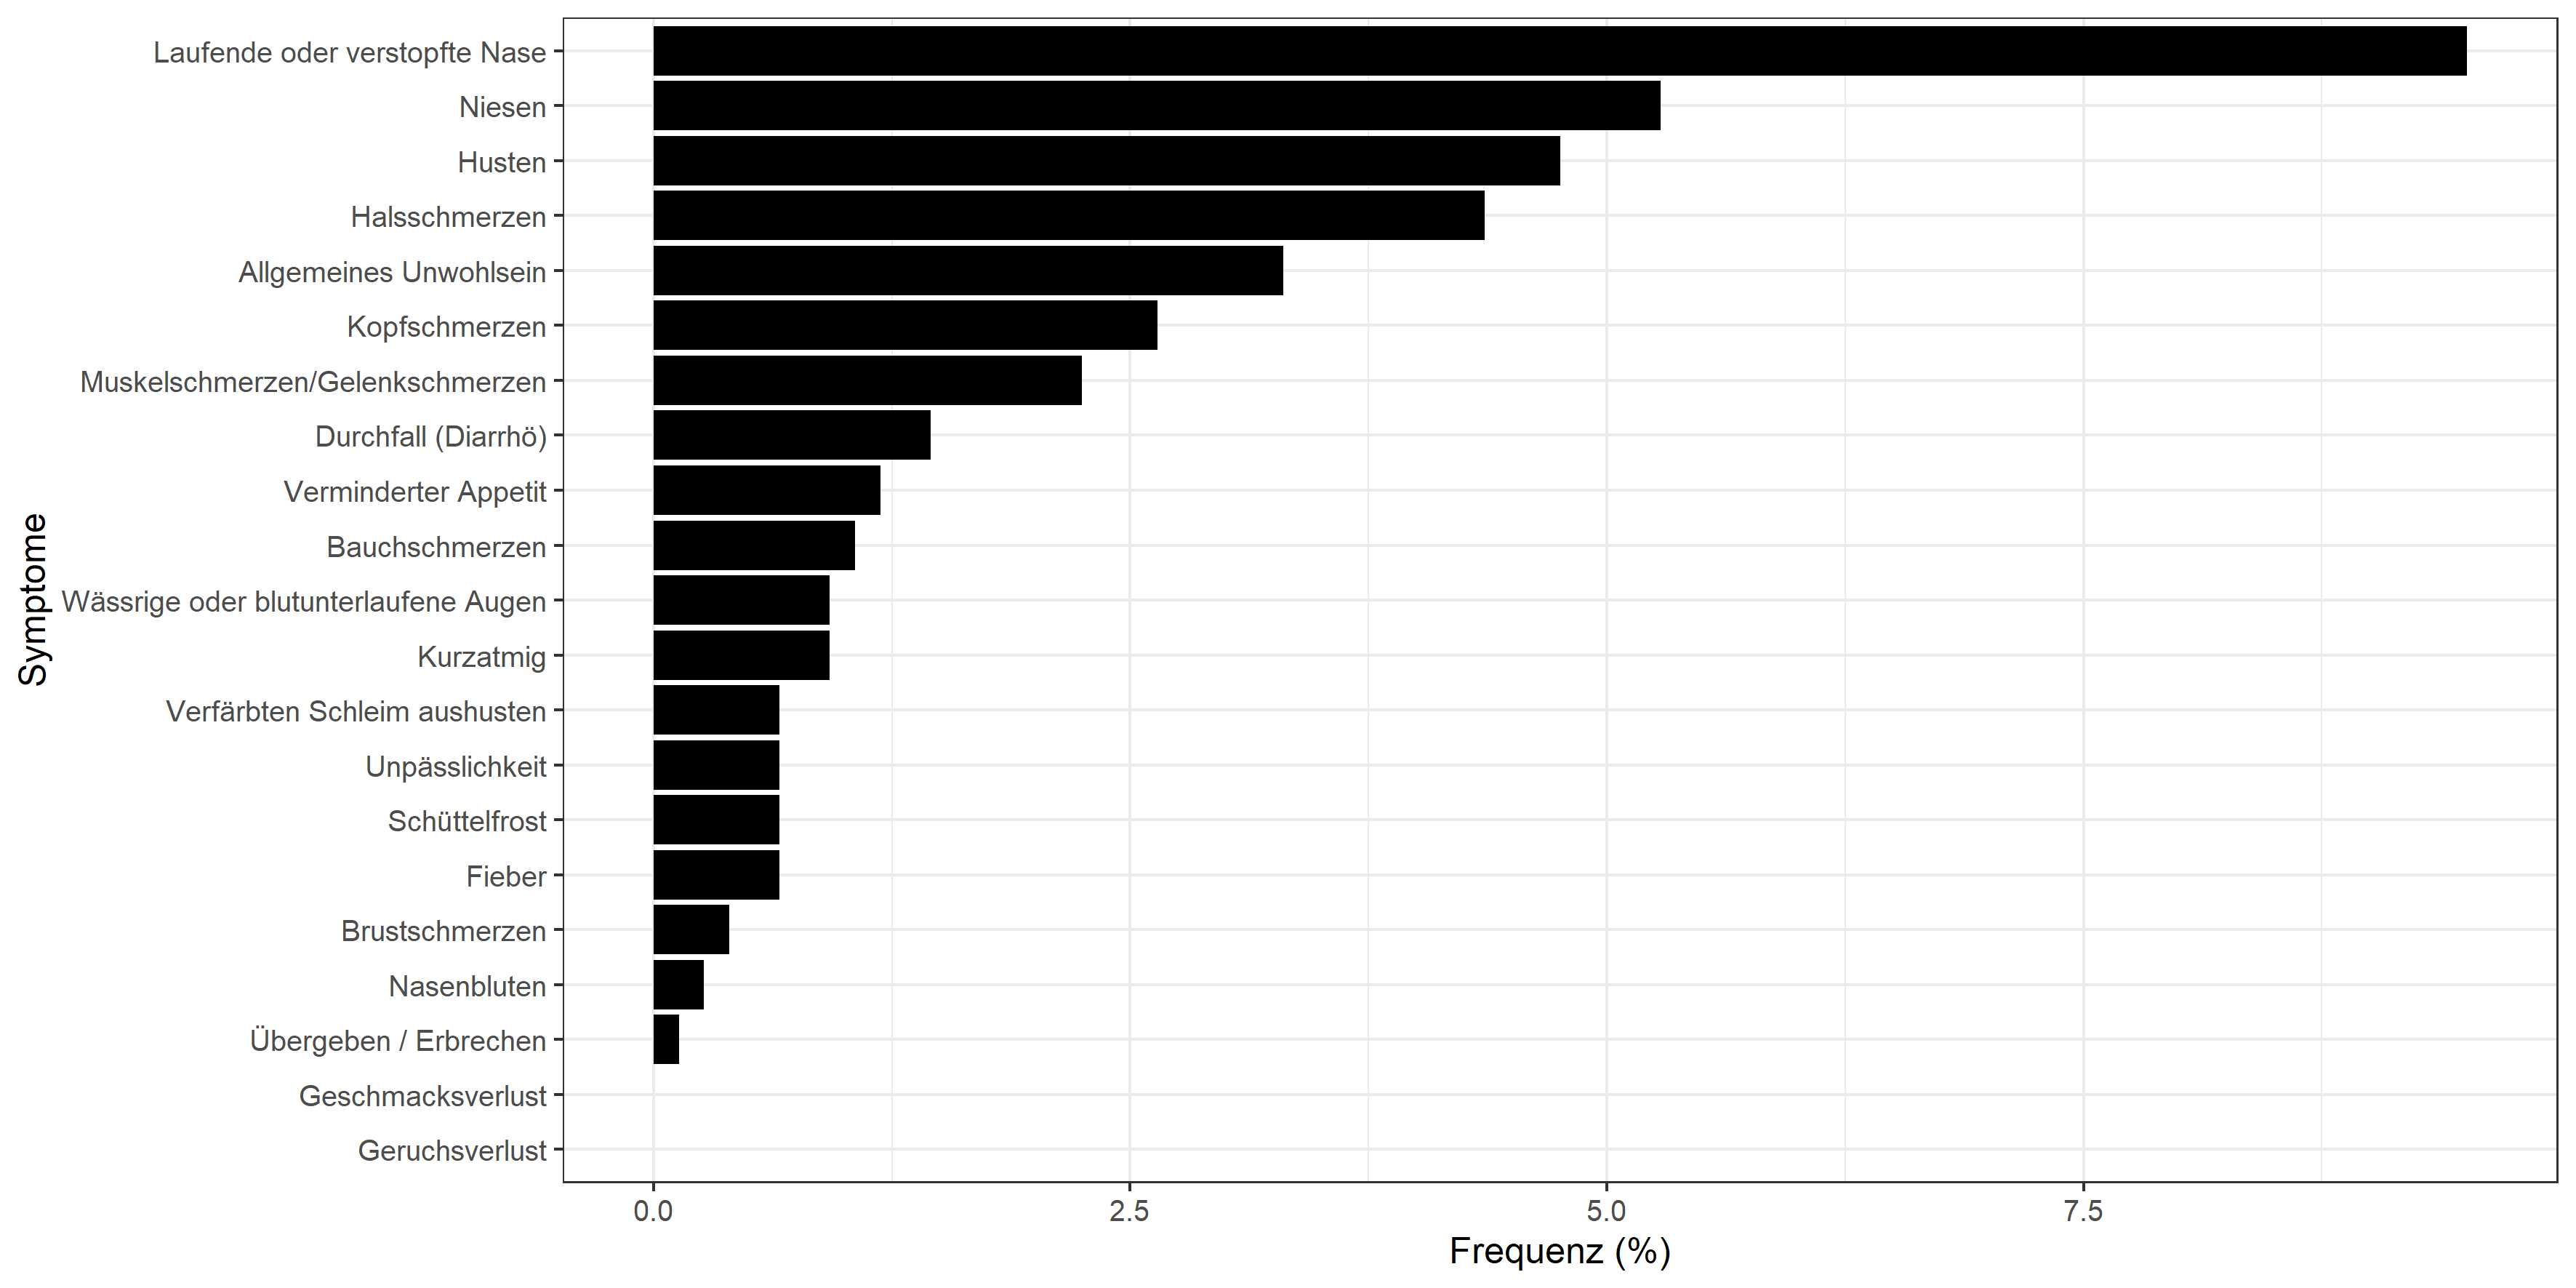 Symptome
Laufende oder verstopfte Nase
Niesen
Husten
Halsschmerzen
Allgemeines Unwohlsein
Kopfschmerzen
Muskelschmerzen/Gelenkschmerzen
Durchfall (Diarrhö)
Verminderter Appetit
Bauchschmerzen
Wässrige oder blutunterlaufene Augen
Kurzatmig
Verfärbten Schleim aushusten
Unpässlichkeit
Schüttelfrost
Fieber
Brustschmerzen
Nasenbluten
Übergeben / Erbrechen
Geschmacksverlust
Geruchsverlust
0.0 2.5 5.0 7.5
Frequenz (%)